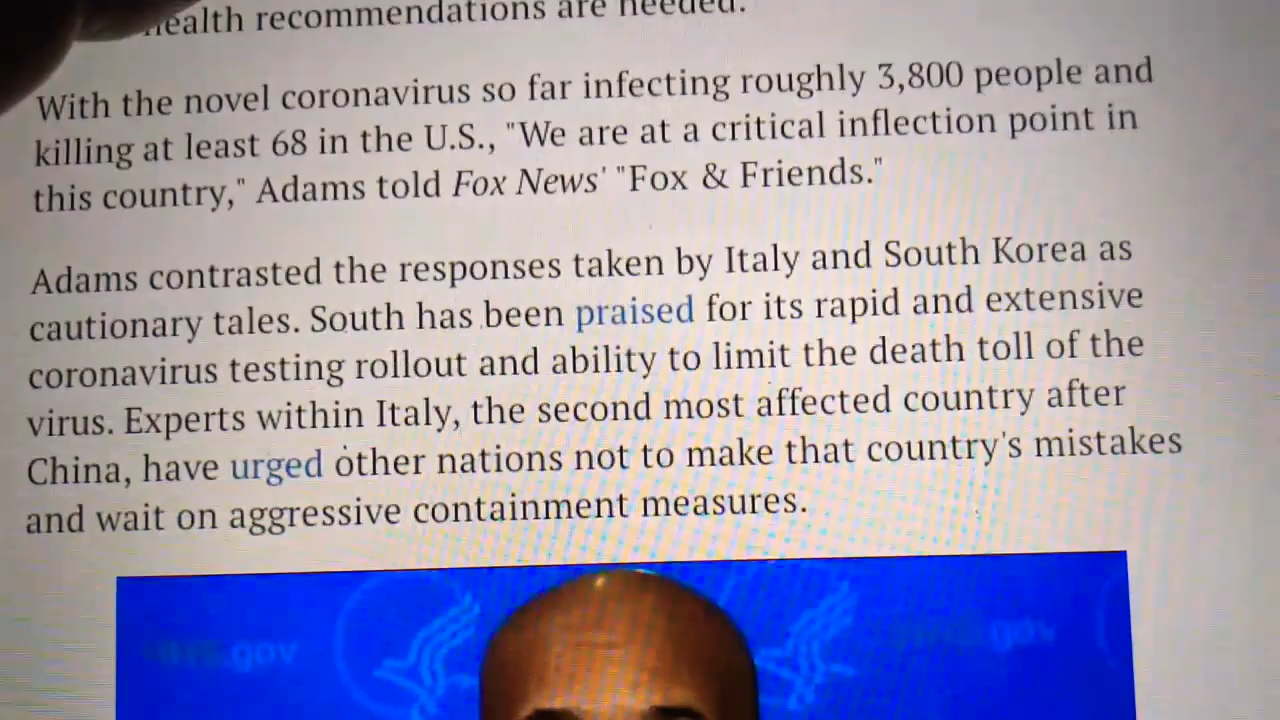 health recommendations are needed.
With the novel coronavirus so far infecting roughly 3,800 people and
killing at least 68 in the U.S., "We are at a critical inflection point in
this country," Adams told Fox News' "Fox & Friends."
Adams contrasted the responses taken by Italy and South Korea as
cautionary tales. South has been praised for its rapid and extensive
coronavirus testing rollout and ability to limit the death toll of the
virus. Experts within Italy, the second most affected country after
China, have urged other nations not to make that country's mistakes
and wait on aggressive containment measures.
.gov
.gov